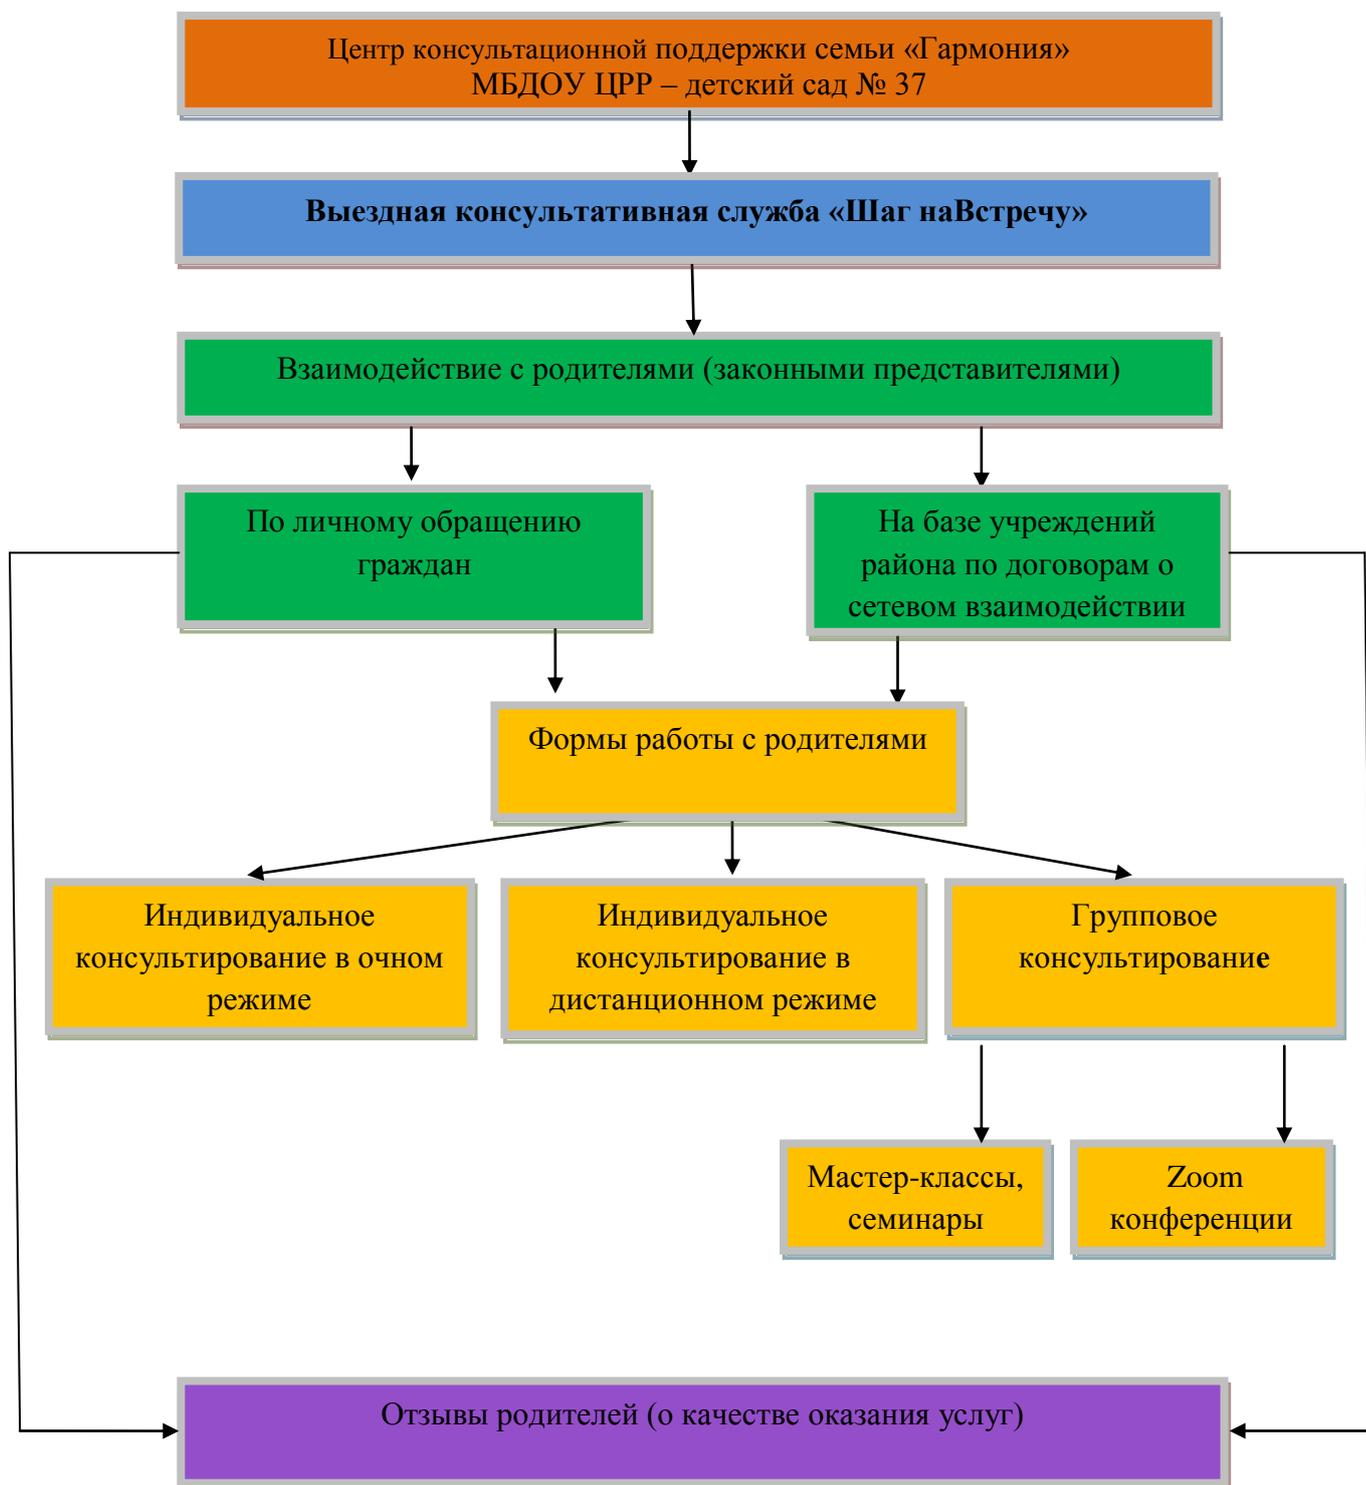 Центр консультационной поддержки семьи «Гармония»
МБДОУ ЦРР – детский сад № 37
Выездная консультативная служба «Шаг наВстречу»
Взаимодействие с родителями (законными представителями)
По личному обращению
граждан
На базе учреждений
района по договорам о
сетевом взаимодействии
Формы работы с родителями
Индивидуальное
консультирование в очном
режиме
Индивидуальное
консультирование в
дистанционном режиме
Групповое
консультирование
Мастер-классы,
семинары
Zoom
конференции
Отзывы родителей (о качестве оказания услуг)